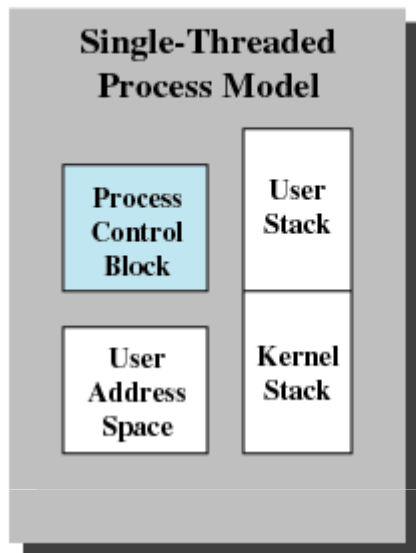 Single-Threaded
Process Model
Process
Control
Block
User
Stack
User
Address
Space
Kernel
Stack